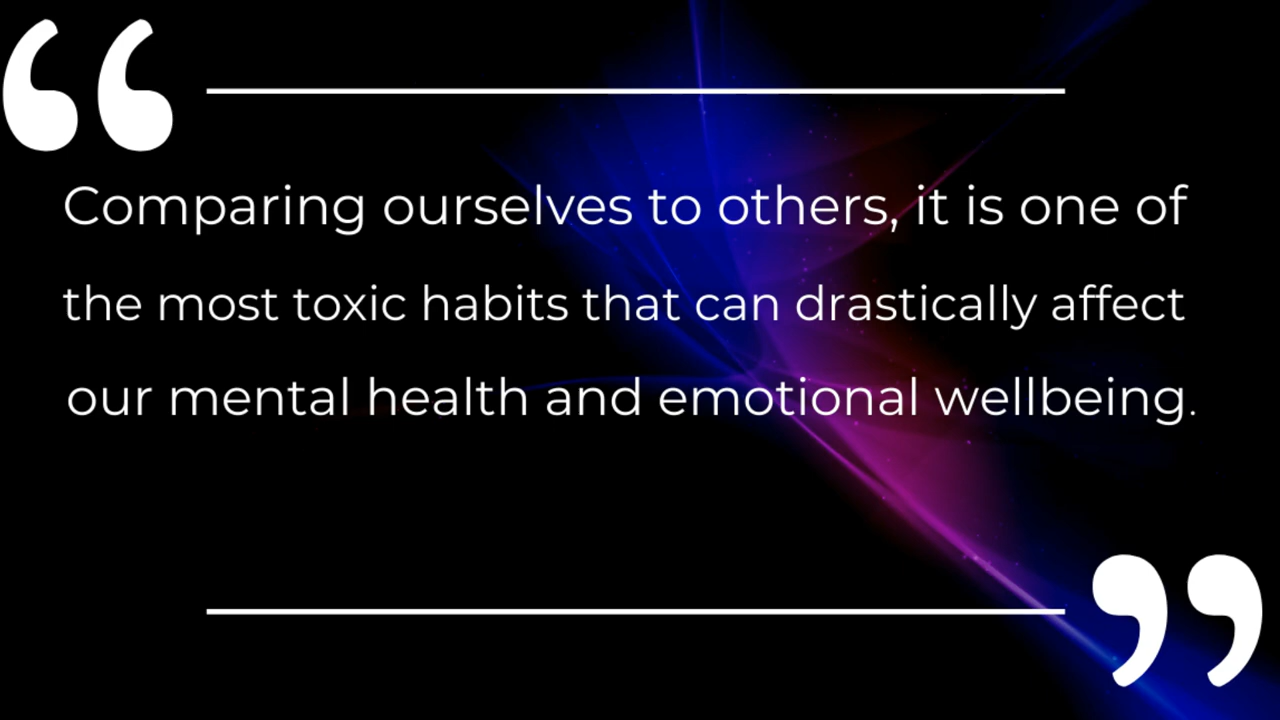 “
Comparing ourselves to others, it is one of
the most toxic habits that can drastically affect
our mental health and emotional wellbeing.
”